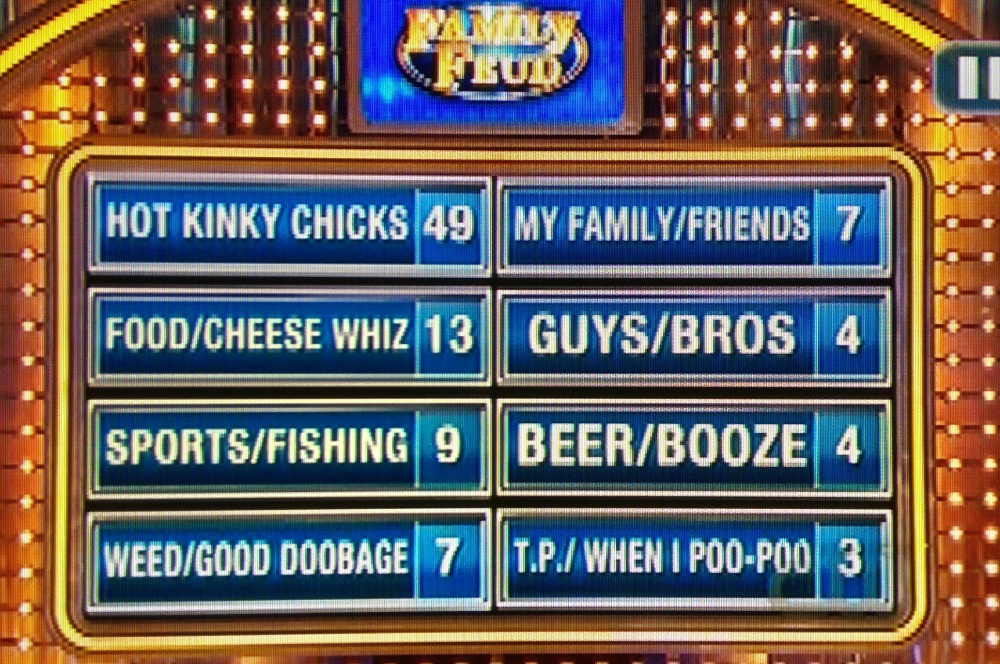 FAMILY
FEUD
HOT KINKY CHICKS 49
FOOD/CHEESE WHIZ 13
SPORTS/FISHING 9
WEED/GOOD DOOBAGE 7
MY FAMILY/FRIENDS 7
GUYS/BROS 4
BEER/BOOZE 4
T.P./ WHEN I POO-POO 3